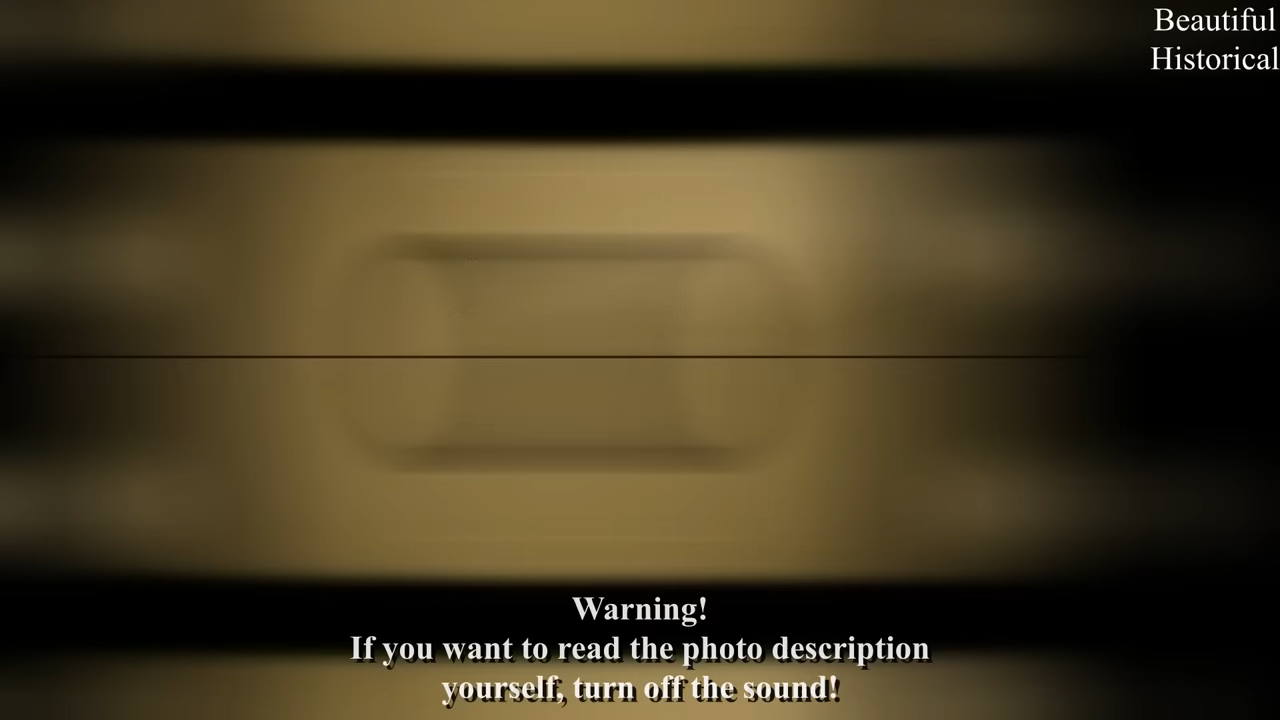 Beautiful
Historical
Warning!
If you want to read the photo description
yourself, turn off the sound!